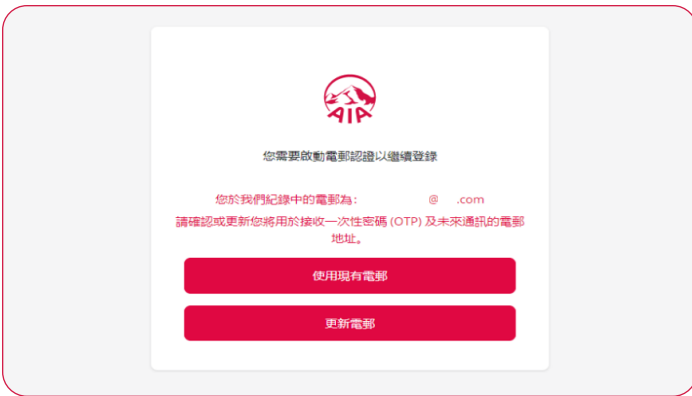 AIA
您需要啟動電郵認證以繼續登錄
您於我們紀錄中的電郵為: @ .com
請確認或更新您將用於接收一次性密碼 (OTP) 及未來通訊的電郵
地址。
使用現有電郵
更新電郵